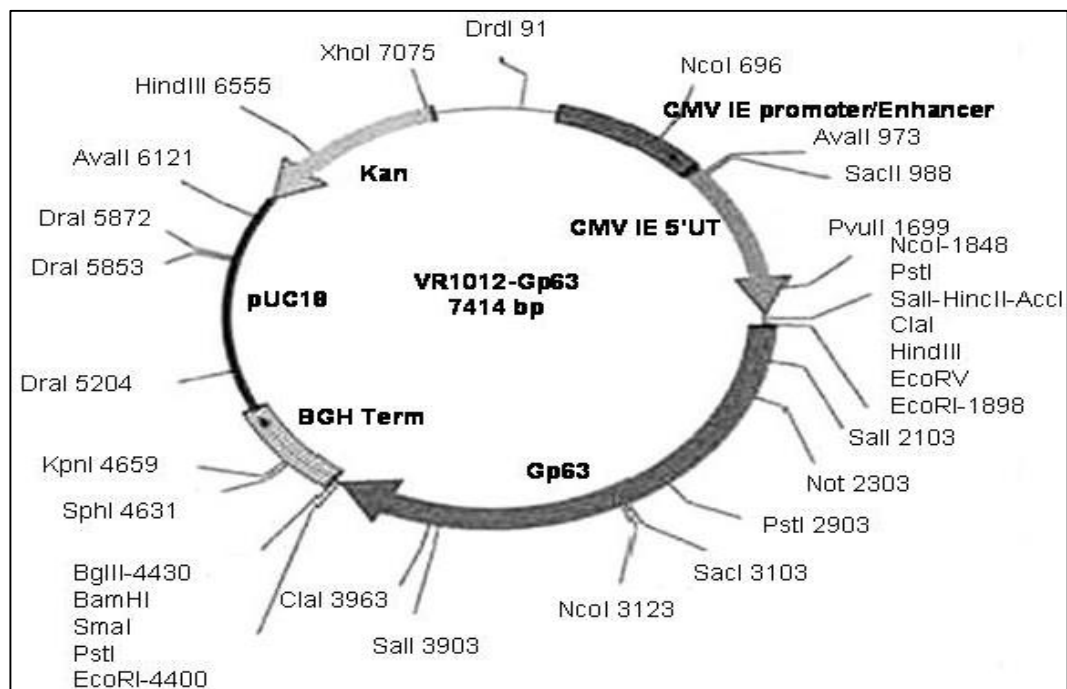 DrdI 91
XhoI 7075
NcoI 696
HindIII 6555
CMV IE promoter/Enhancer
AvaII 973
AvaII 6121
Kan
SacII 988
DraI 5872
CMV IE 5'UT
PvuII 1699
NcoI-1848
DraI 5853
VR1012-Gp63
PstI
pUC18
7414 bp
SalI-HincII-AccI
ClaI
HindIII
EcoRV
DraI 5204
EcoRI-1898
BGH Term
SalI 2103
KpnI 4659
Gp63
Not 2303
SphI 4631
PstI 2903
BglII-4430
SacI 3103
BamHI
ClaI 3963
NcoI 3123
SmaI
SalI 3903
PstI
EcoRI-4400